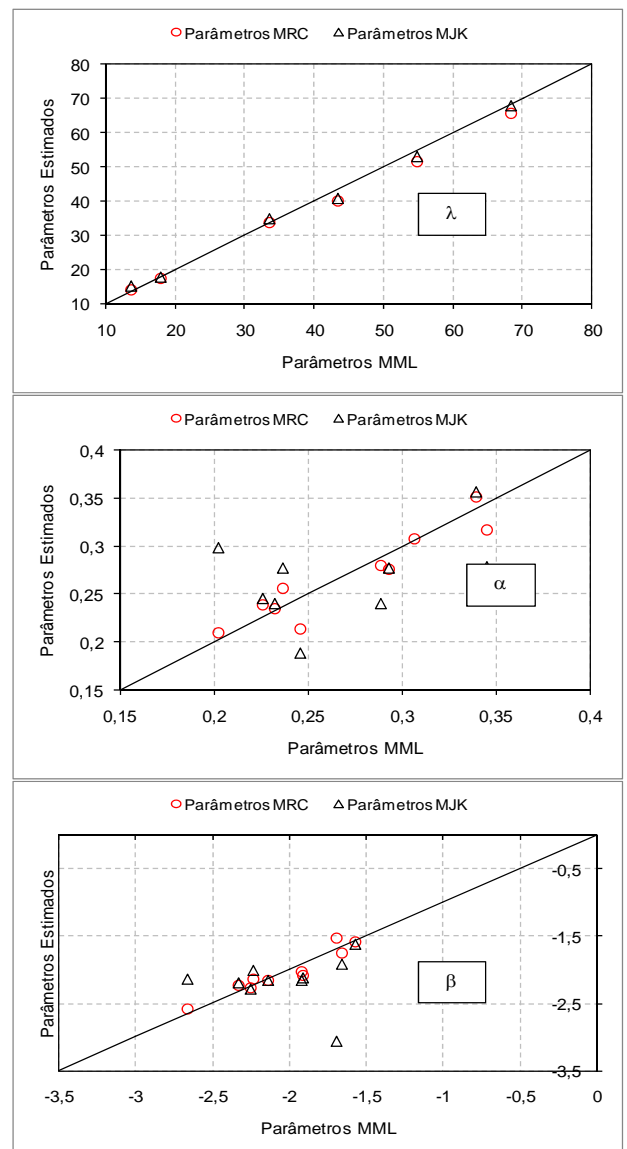 Parâmetros MRC Parâmetros MJK
80
70
60
50
40
30
20
10
Parâmetros Estimados
λ
10 20 30 40 50 60 70 80
Parâmetros MML
Parâmetros MRC Parâmetros MJK
0,4
0,35
0,3
0,25
0,2
0,15
Parâmetros Estimados
α
0,15 0,2 0,25 0,3 0,35 0,4
Parâmetros MML
Parâmetros MRC Parâmetros MJK
Parâmetros Estimados
-0,5
-1,5
-2,5
-3,5
β
-3,5 -3 -2,5 -2 -1,5 -1 -0,5 0
Parâmetros MML